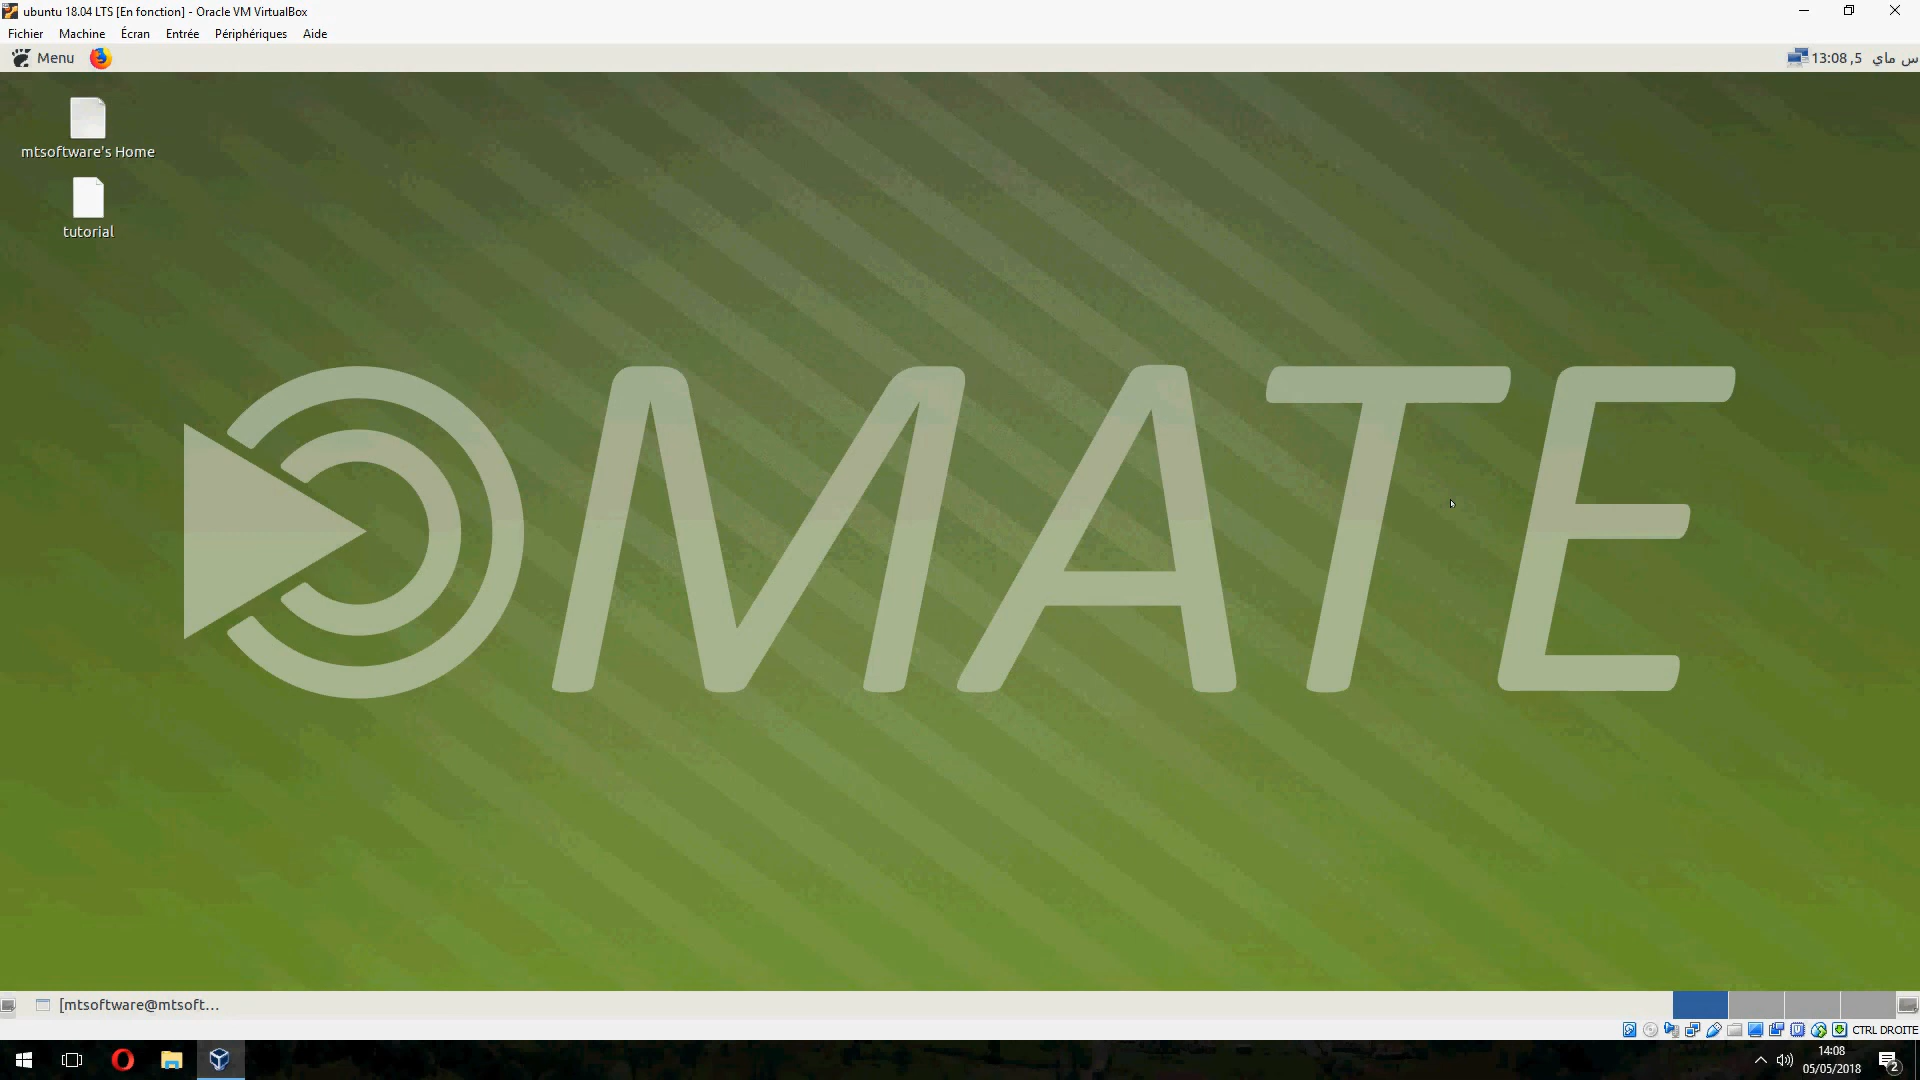 ubuntu 18.04 LTS [En fonction] - Oracle VM VirtualBox
Fichier Machine Écran Entrée Périphériques Aide
Menu
13:08 ,5 س ماي
mtsoftware's Home
tutorial
MATE
[mtsoftware@mtsoft...
CTRL DROITE
14:08
05/05/2018
2